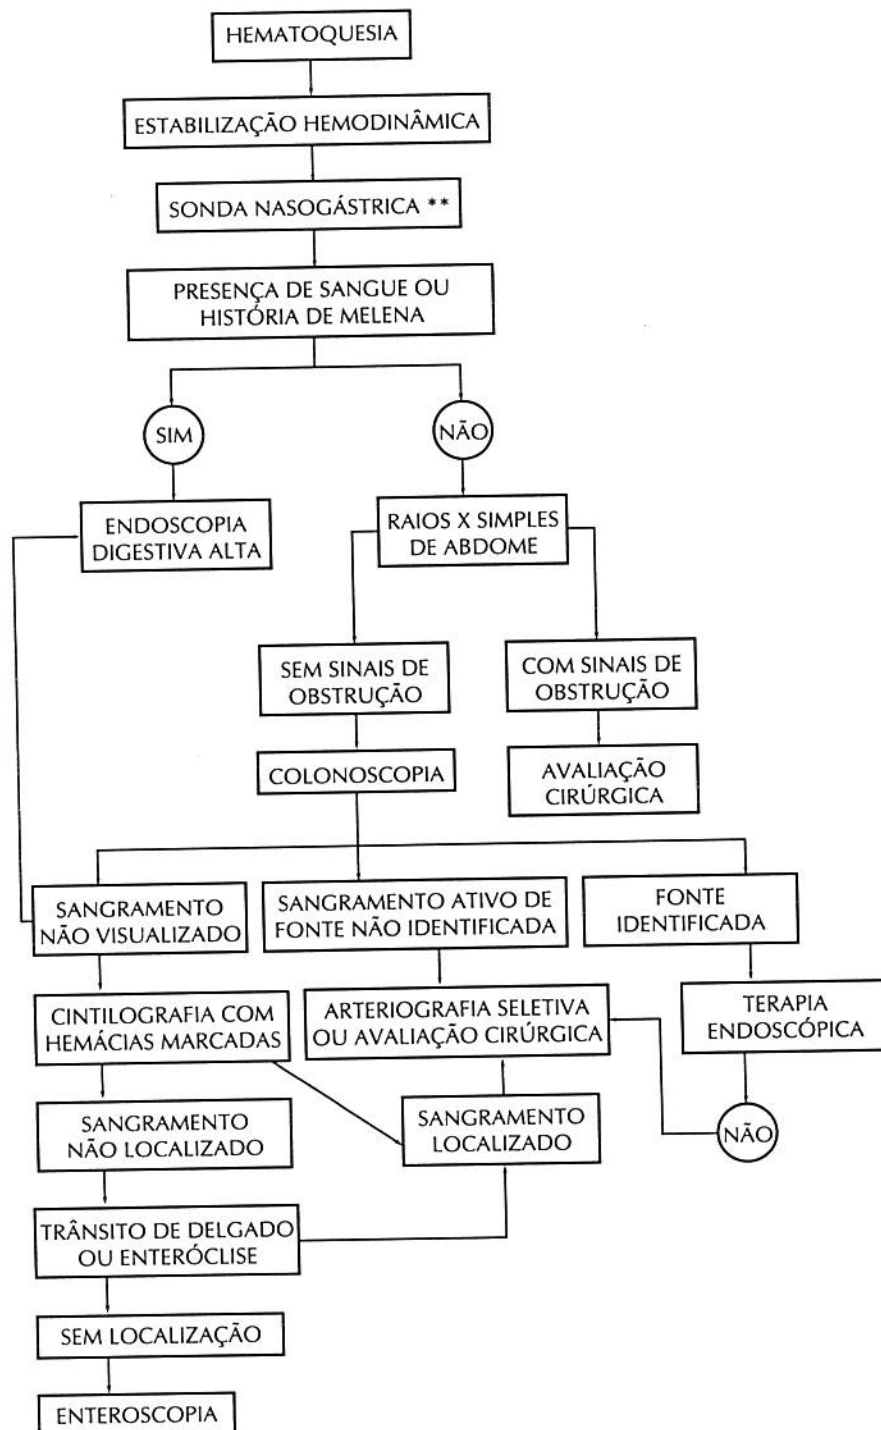 HEMATOQUESIA
ESTABILIZAÇÃO HEMODINÂMICA
SONDA NASOGÁSTRICA **
PRESENÇA DE SANGUE OU
HISTÓRIA DE MELENA
SIM
NÃO
ENDOSCOPIA
DIGESTIVA ALTA
RAIOS X SIMPLES
DE ABDOME
SEM SINAIS DE
OBSTRUÇÃO
COM SINAIS DE
OBSTRUÇÃO
COLONOSCOPIA
AVALIAÇÃO
CIRÚRGICA
SANGRAMENTO
NÃO VISUALIZADO
SANGRAMENTO ATIVO DE
FONTE NÃO IDENTIFICADA
FONTE
IDENTIFICADA
CINTILOGRAFIA COM
HEMÁCIAS MARCADAS
ARTERIOGRAFIA SELETIVA
OU AVALIAÇÃO CIRÚRGICA
TERAPIA
ENDOSCÓPICA
SANGRAMENTO
NÃO LOCALIZADO
SANGRAMENTO
LOCALIZADO
NÃO
TRÂNSITO DE DELGADO
OU ENTERÓCLISE
SEM LOCALIZAÇÃO
ENTEROSCOPIA